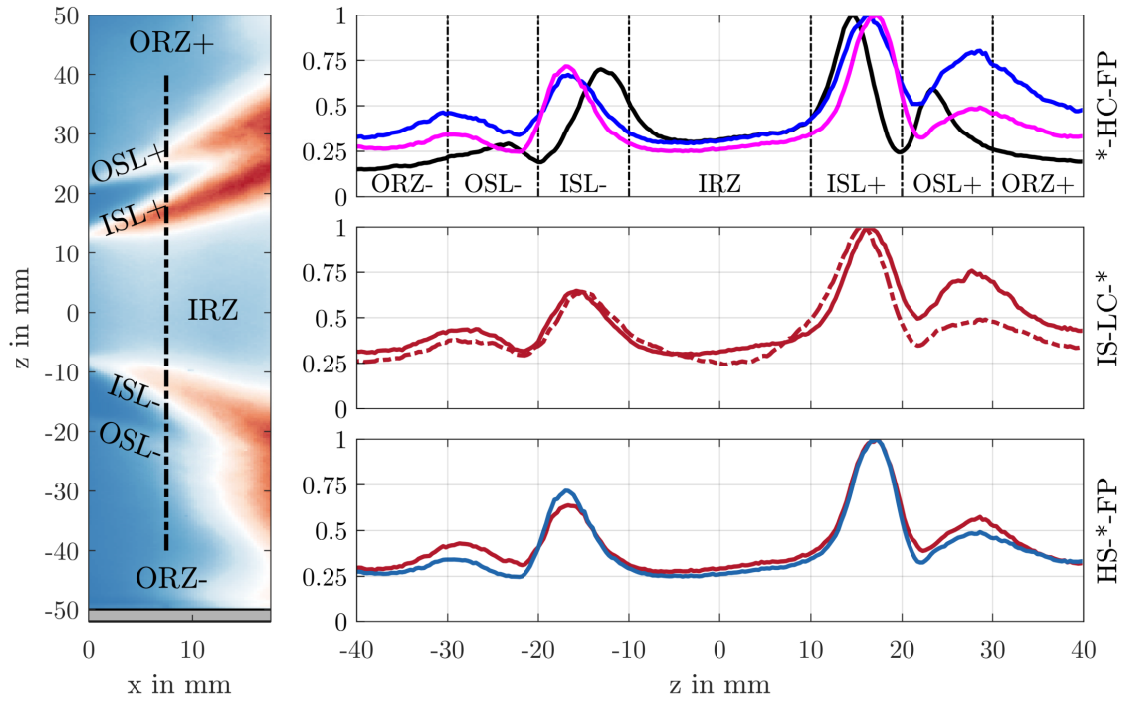 50
40
30
20
10
0
-10
-20
-30
-40
-50
z in mm
0
10
x in mm
ORZ+
OSL+
ISL+
IRZ
ISL-
OSL-
ORZ-
1
0.75
0.5
0.25
0
ORZ-
OSL-
ISL-
IRZ
ISL+
OSL+
ORZ+
*-HC-FP
1
0.75
0.5
0.25
0
IS-LC-*
1
0.75
0.5
0.25
0
HS-*-FP
-40
-30
-20
-10
0
10
20
30
40
z in mm